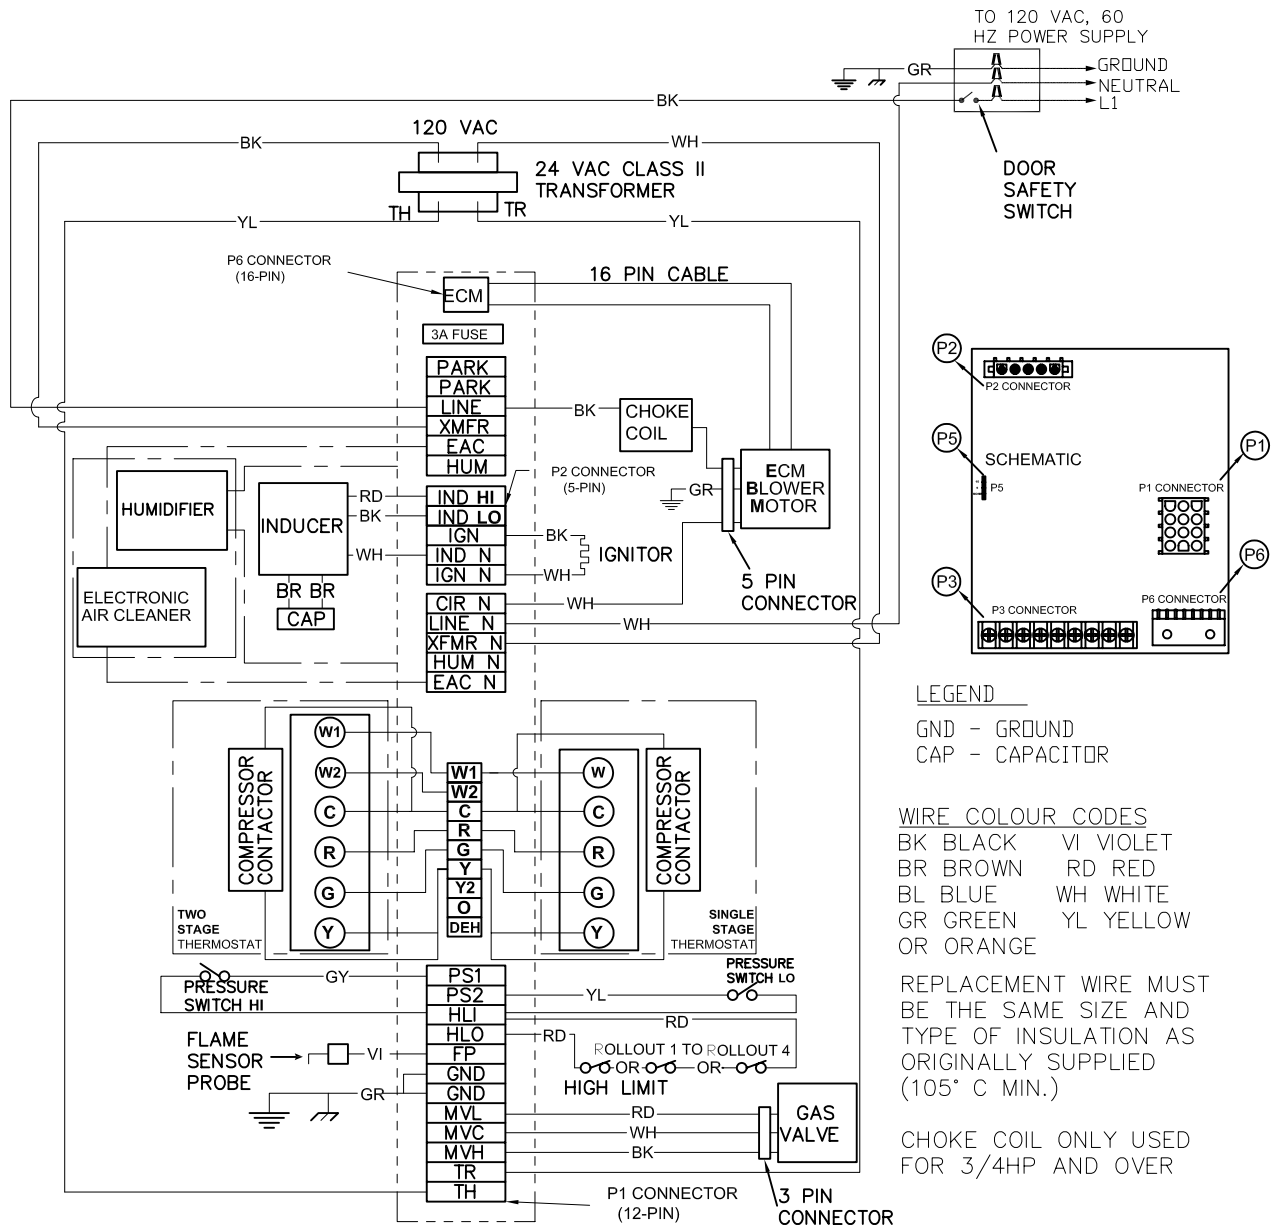 TO 120 VAC, 60
HZ POWER SUPPLY
GR
GROUND
NEUTRAL
L1
BK
120 VAC
BK
WH
24 VAC CLASS II
TRANSFORMER
DOOR
SAFETY
SWITCH
TH
TR
YL
YL
P6 CONNECTOR
(16-PIN)
16 PIN CABLE
ECM
3A FUSE
PARK
PARK
LINE
XMFR
EAC
HUM
BK
CHOKE
COIL
ECM
BLOWER
MOTOR
P2 CONNECTOR
(5-PIN)
GR
HUMIDIFIER
INDUCER
RD
BK
WH
IND HI
IND LO
IGN
IND N
IGN N
BK
WH
IGNITOR
ELECTRONIC
AIR CLEANER
BR BR
CAP
5 PIN
CONNECTOR
CIR N
LINE N
XFMR N
HUM N
EAC N
WH
WH
P2
P2 CONNECTOR
P5
P5
SCHEMATIC
P1
P1 CONNECTOR
P3
P3 CONNECTOR
P6
P6 CONNECTOR
LEGEND
GND - GROUND
CAP - CAPACITOR
COMPRESSOR
CONTACTOR
W1
W2
C
R
G
Y
TWO
STAGE
THERMOSTAT
W1
W2
C
R
G
Y
Y2
O
DEH
W
C
R
G
Y
COMPRESSOR
CONTACTOR
SINGLE
STAGE
THERMOSTAT
WIRE COLOUR CODES
BK BLACK VI VIOLET
BR BROWN RD RED
BL BLUE WH WHITE
GR GREEN YL YELLOW
OR ORANGE
REPLACEMENT WIRE MUST
BE THE SAME SIZE AND
TYPE OF INSULATION AS
ORIGINALLY SUPPLIED
(105° C MIN.)
CHOKE COIL ONLY USED
FOR 3/4HP AND OVER
PRESSURE
SWITCH HI
GY
PS1
PS2
HLI
HLO
FP
GND
GND
MVL
MVC
MVH
TR
TH
YL
PRESSURE
SWITCH LO
RD
RD
ROLLOUT 1 TO ROLLOUT 4
OR
OR
HIGH LIMIT
FLAME
SENSOR
PROBE
VI
GR
RD
WH
BK
GAS
VALVE
P1 CONNECTOR
(12-PIN)
3 PIN
CONNECTOR